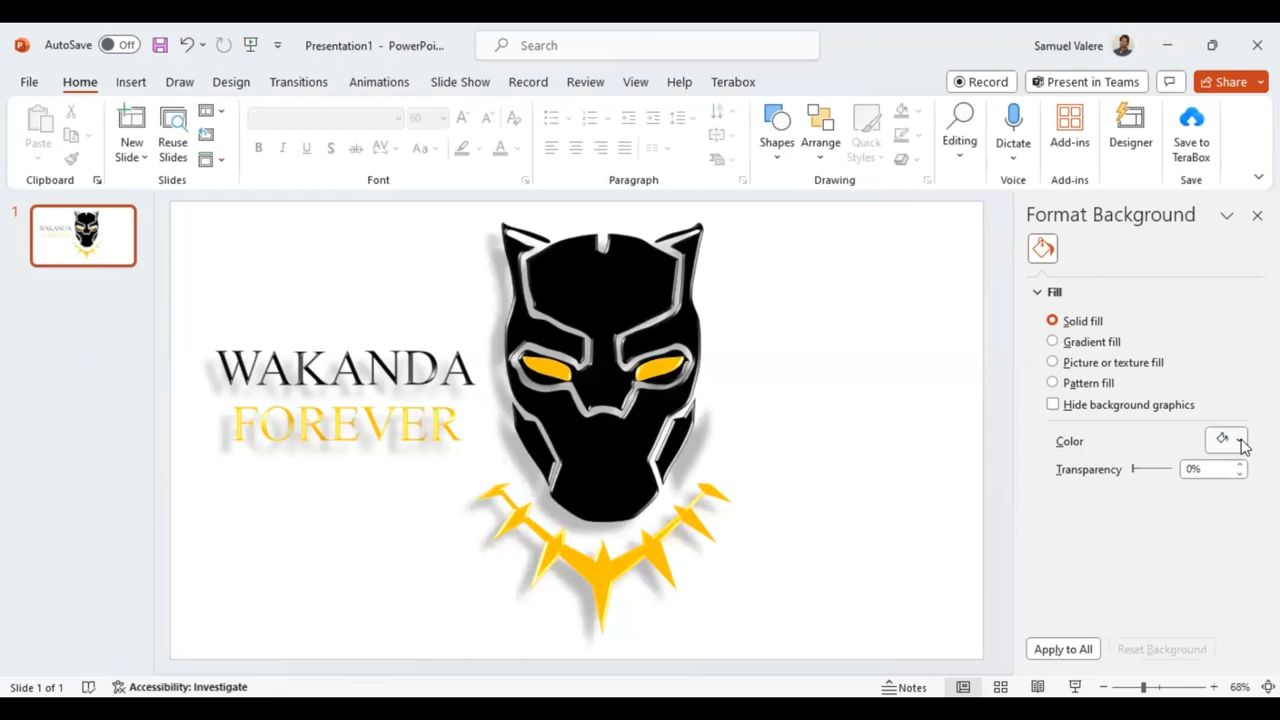 AutoSave Off Presentation1 - PowerPoi... Search Samuel Valere
File Home Insert Draw Design Transitions Animations Slide Show Record Review View Help Terabox Record Present in Teams Share
Paste New Slide Reuse Slides 60 Shapes Arrange Quick Styles Editing Dictate Add-ins Designer Save to TeraBox
Clipboard Slides Font Paragraph Drawing Voice Add-ins Save
1
WAKANDA
FOREVER
Format Background
Fill
Solid fill
Gradient fill
Picture or texture fill
Pattern fill
Hide background graphics
Color
Transparency 0%
Apply to All Reset Background
Slide 1 of 1 Accessibility: Investigate Notes 68%